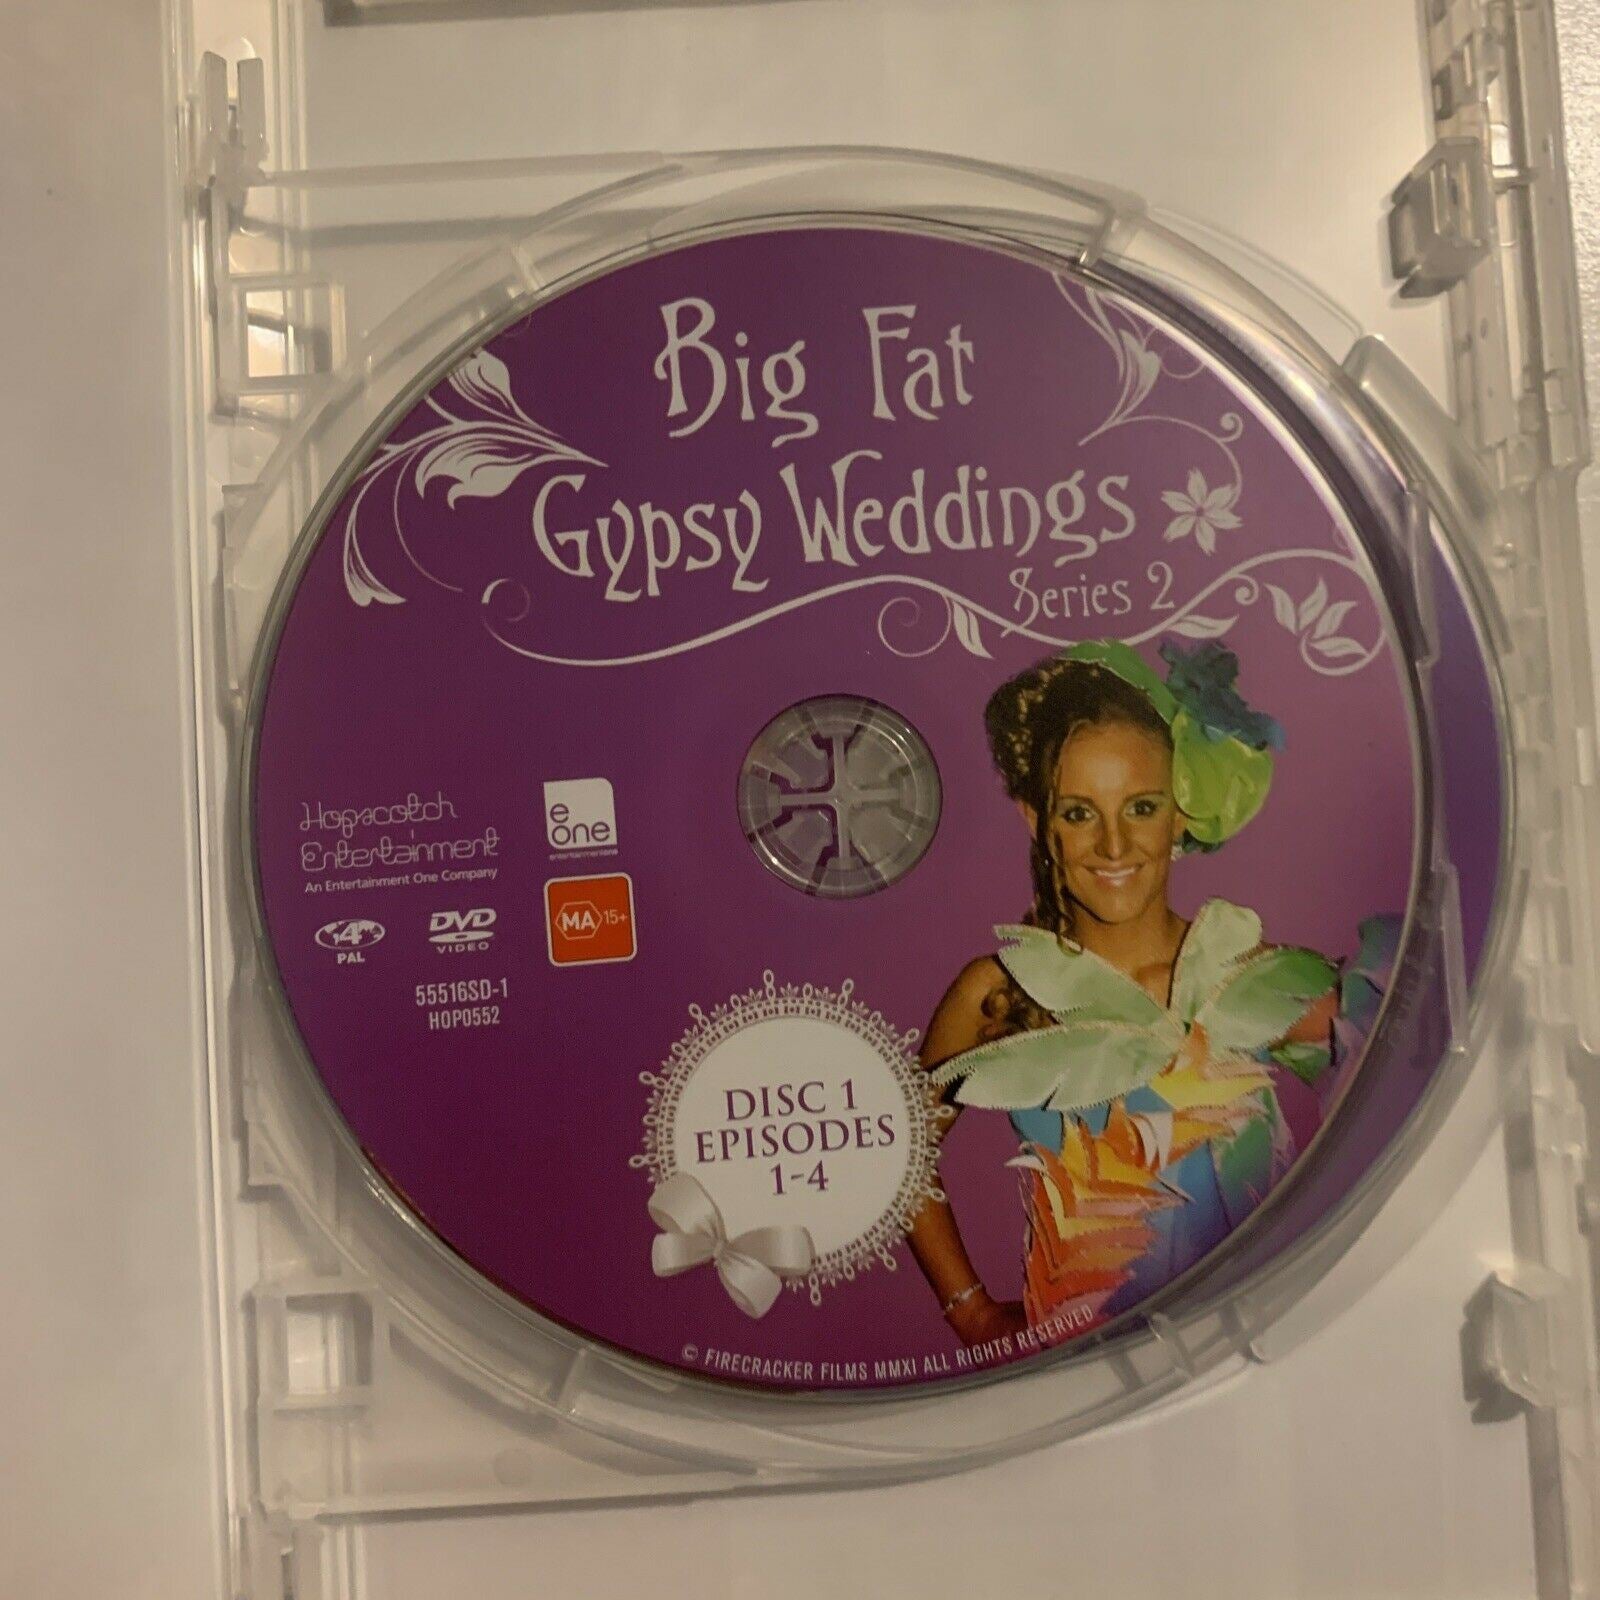 Big Fat
Gypsy Weddings
Series 2
Hopscotch
Entertainment
An Entertainment One Company
e
one
entertainmentone
4
PAL
DVD
VIDEO
MA 15+
55516SD-1
HOP0552
DISC 1
EPISODES
1-4
© FIRECRACKER FILMS MMXI ALL RIGHTS RESERVED